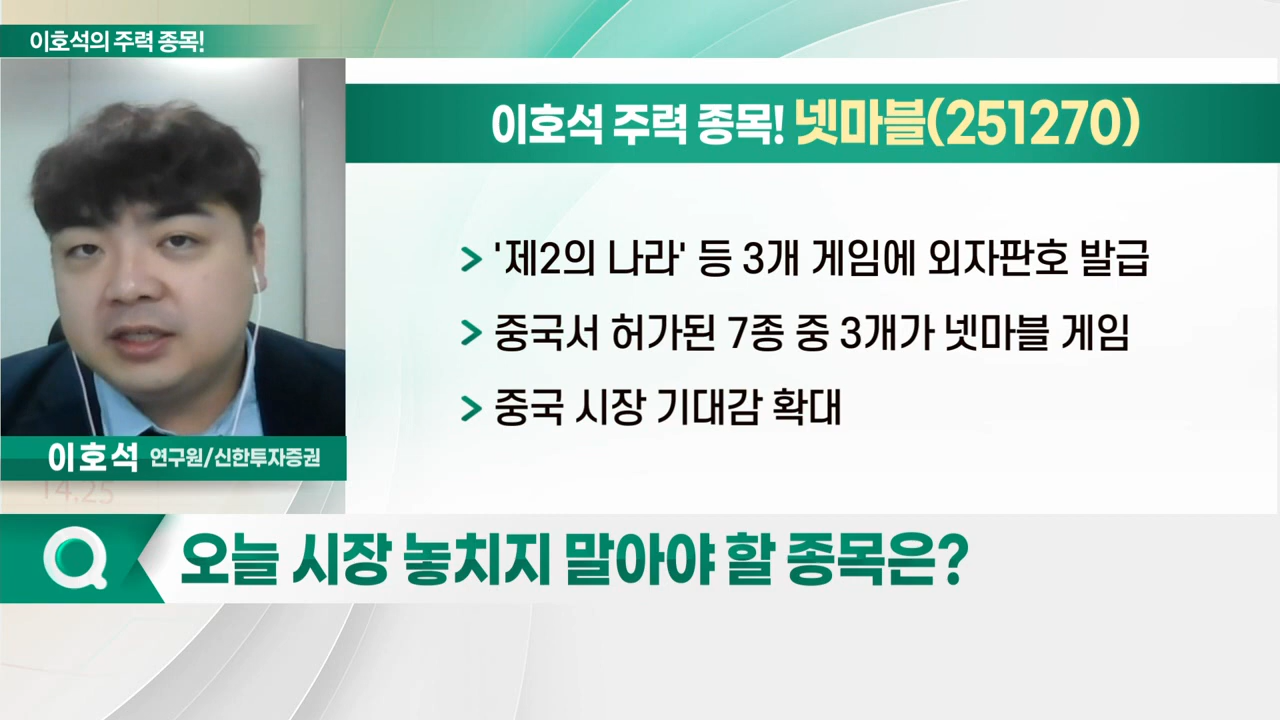 이호석의 주력 종목!
이호석 주력 종목! 넷마블(251270)
> '제2의 나라' 등 3개 게임에 외자판호 발급
> 중국서 허가된 7종 중 3개가 넷마블 게임
> 중국 시장 기대감 확대
이호석 연구원/신한투자증권
14.25
오늘 시장 놓치지 말아야 할 종목은?